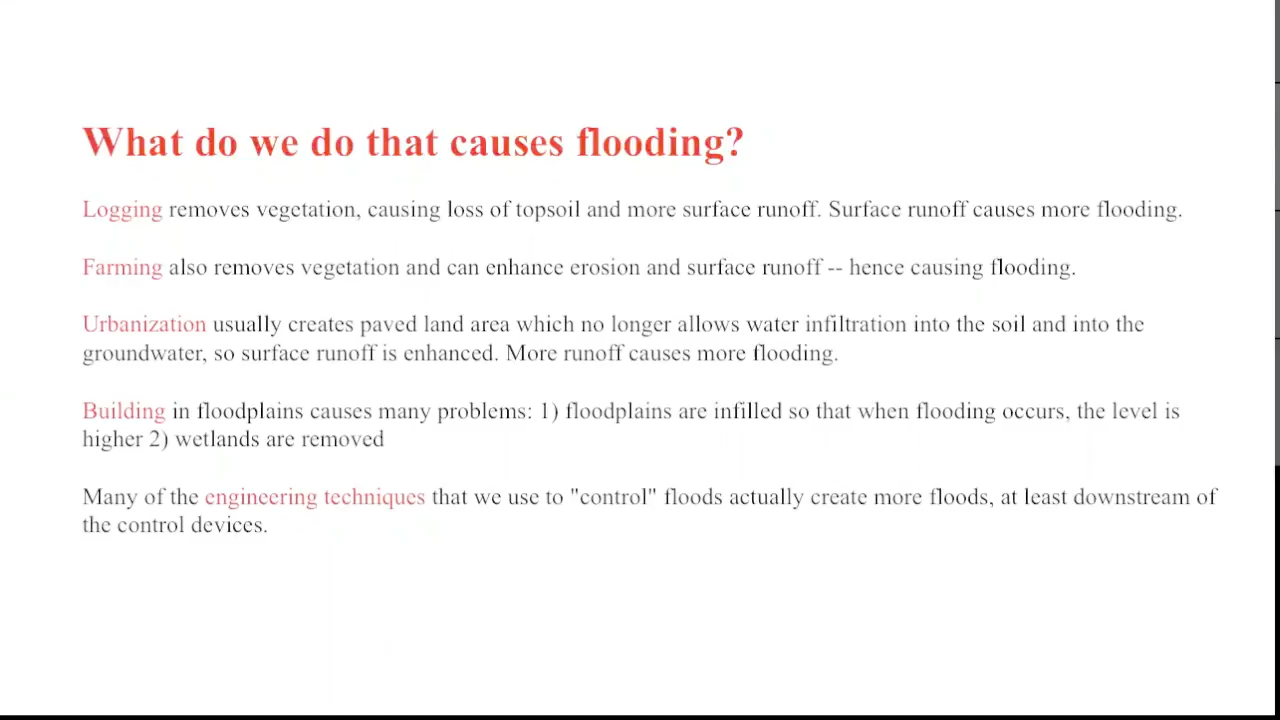 What do we do that causes flooding?
Logging removes vegetation, causing loss of topsoil and more surface runoff. Surface runoff causes more flooding.
Farming also removes vegetation and can enhance erosion and surface runoff -- hence causing flooding.
Urbanization usually creates paved land area which no longer allows water infiltration into the soil and into the
groundwater, so surface runoff is enhanced. More runoff causes more flooding.
Building in floodplains causes many problems: 1) floodplains are infilled so that when flooding occurs, the level is
higher 2) wetlands are removed
Many of the engineering techniques that we use to "control" floods actually create more floods, at least downstream of
the control devices.